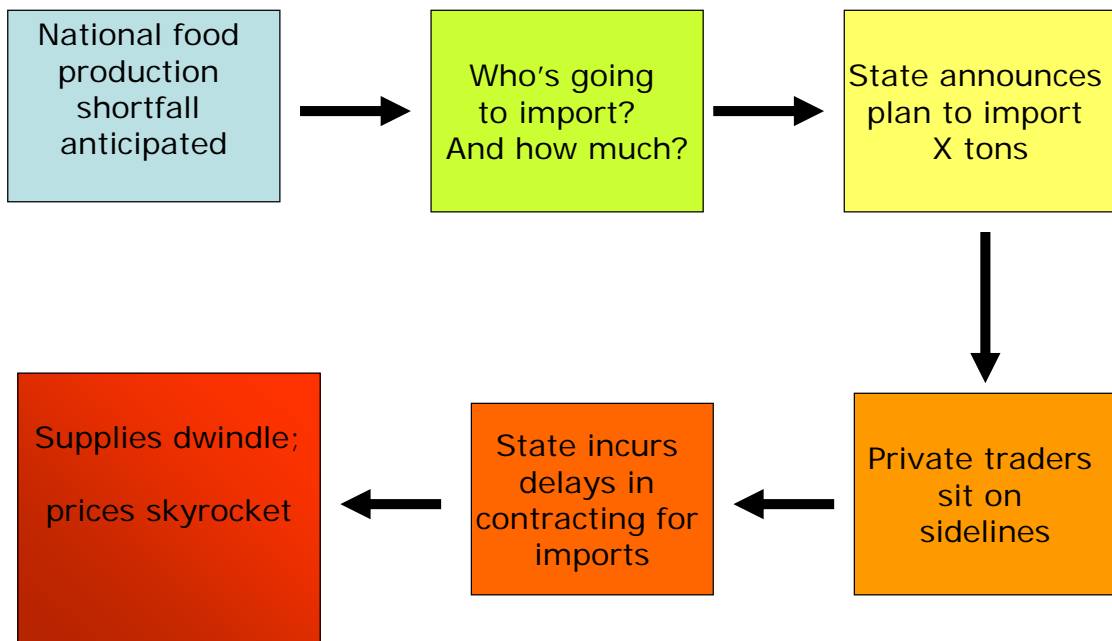 National food
production
shortfall
anticipated
Who's going
to import?
And how much?
State announces
plan to import
X tons
Private traders
sit on
sidelines
State incurs
delays in
contracting for
imports
Supplies dwindle;
prices skyrocket